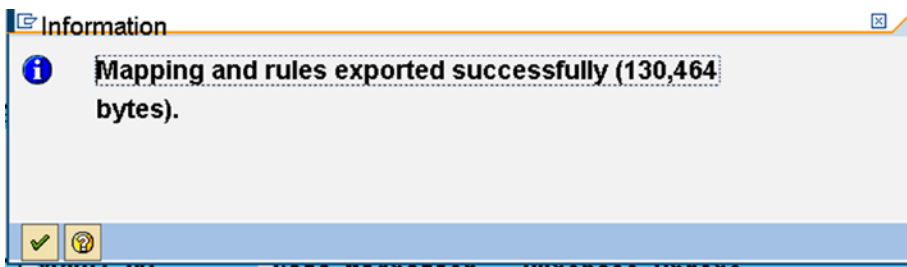 Information
Mapping and rules exported successfully (130,464
bytes).